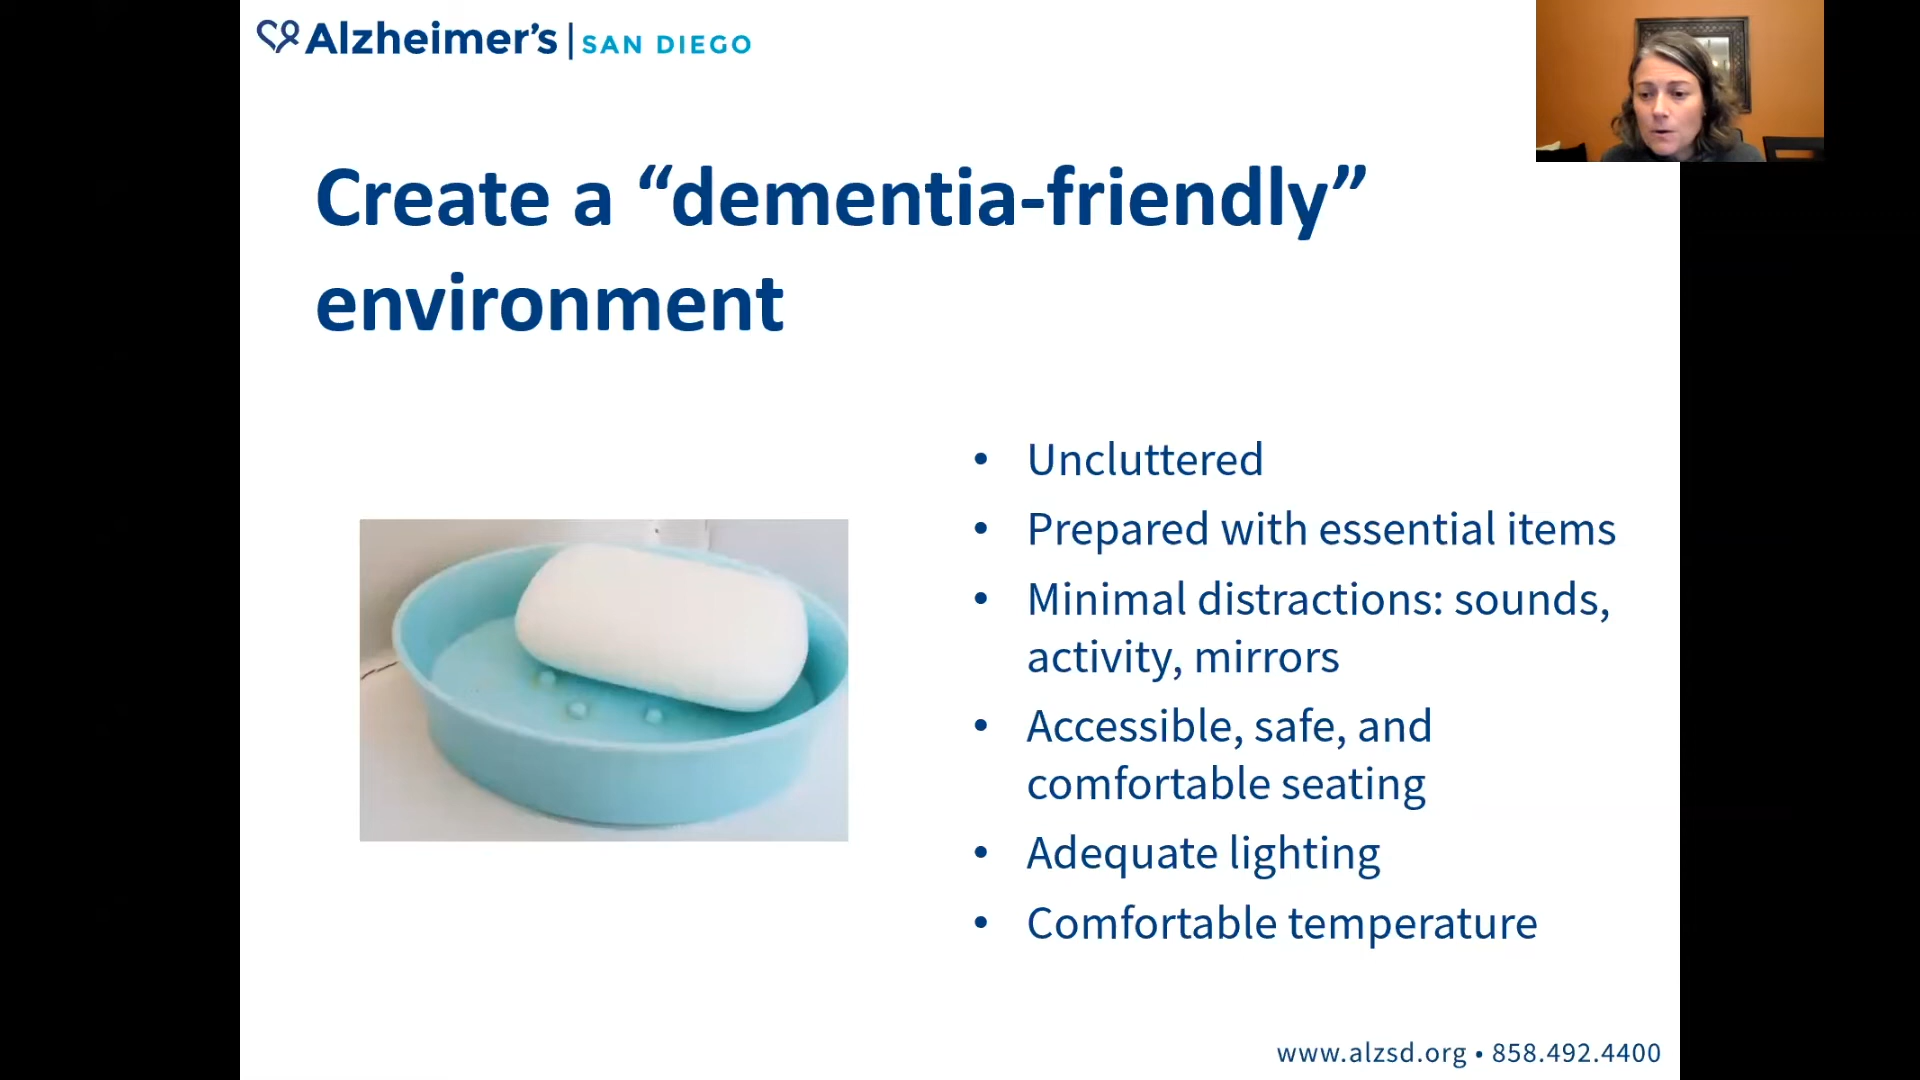 Alzheimer's | SAN DIEGO
Create a “dementia-friendly”
environment
• Uncluttered
• Prepared with essential items
• Minimal distractions: sounds,
activity, mirrors
• Accessible, safe, and
comfortable seating
• Adequate lighting
• Comfortable temperature
www.alzsd.org • 858.492.4400